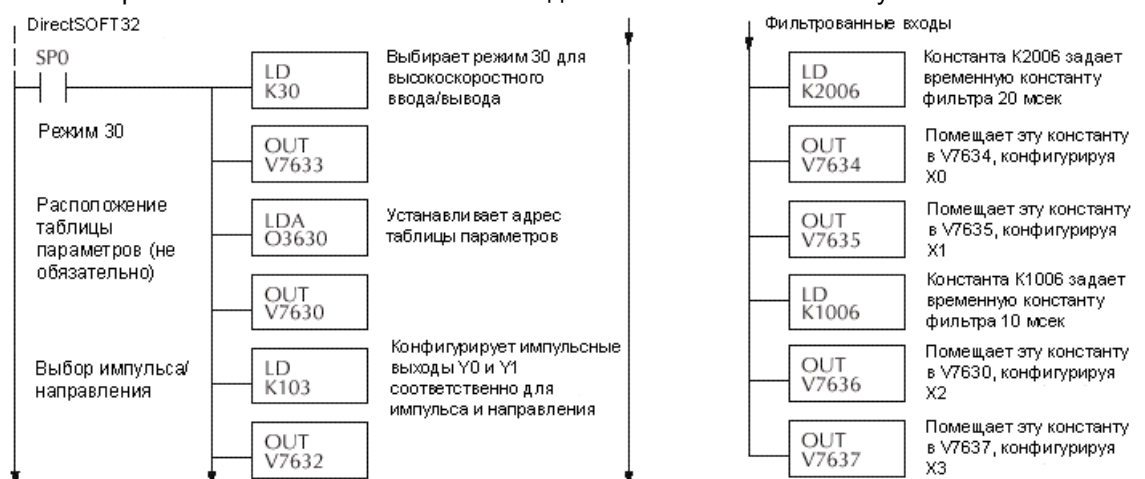 DirectSOFT32
SP0
LD
K30
Выбирает режим 30 для
высокоскоростного
ввода/вывода
Режим 30
OUT
V7633
Расположение
таблицы
параметров (не
обязательно)
LDA
O3630
Устанавливает адрес
таблицы параметров
OUT
V7630
Выбор импульса/
направления
LD
K103
Конфигурирует импульсные
выходы Y0 и Y1
соответственно для
импульса и направления
OUT
V7632
Фильтрованные входы
LD
K2006
Константа K2006 задает
временную константу
фильтра 20 мсек
OUT
V7634
Помещает эту константу
в V7634, конфигурируя
X0
OUT
V7635
Помещает эту константу
в V7635, конфигурируя
X1
LD
K1006
Константа K1006 задает
временную константу
фильтра 10 мсек
OUT
V7636
Помещает эту константу
в V7630, конфигурируя
X2
OUT
V7637
Помещает эту константу
в V7637, конфигурируя
X3